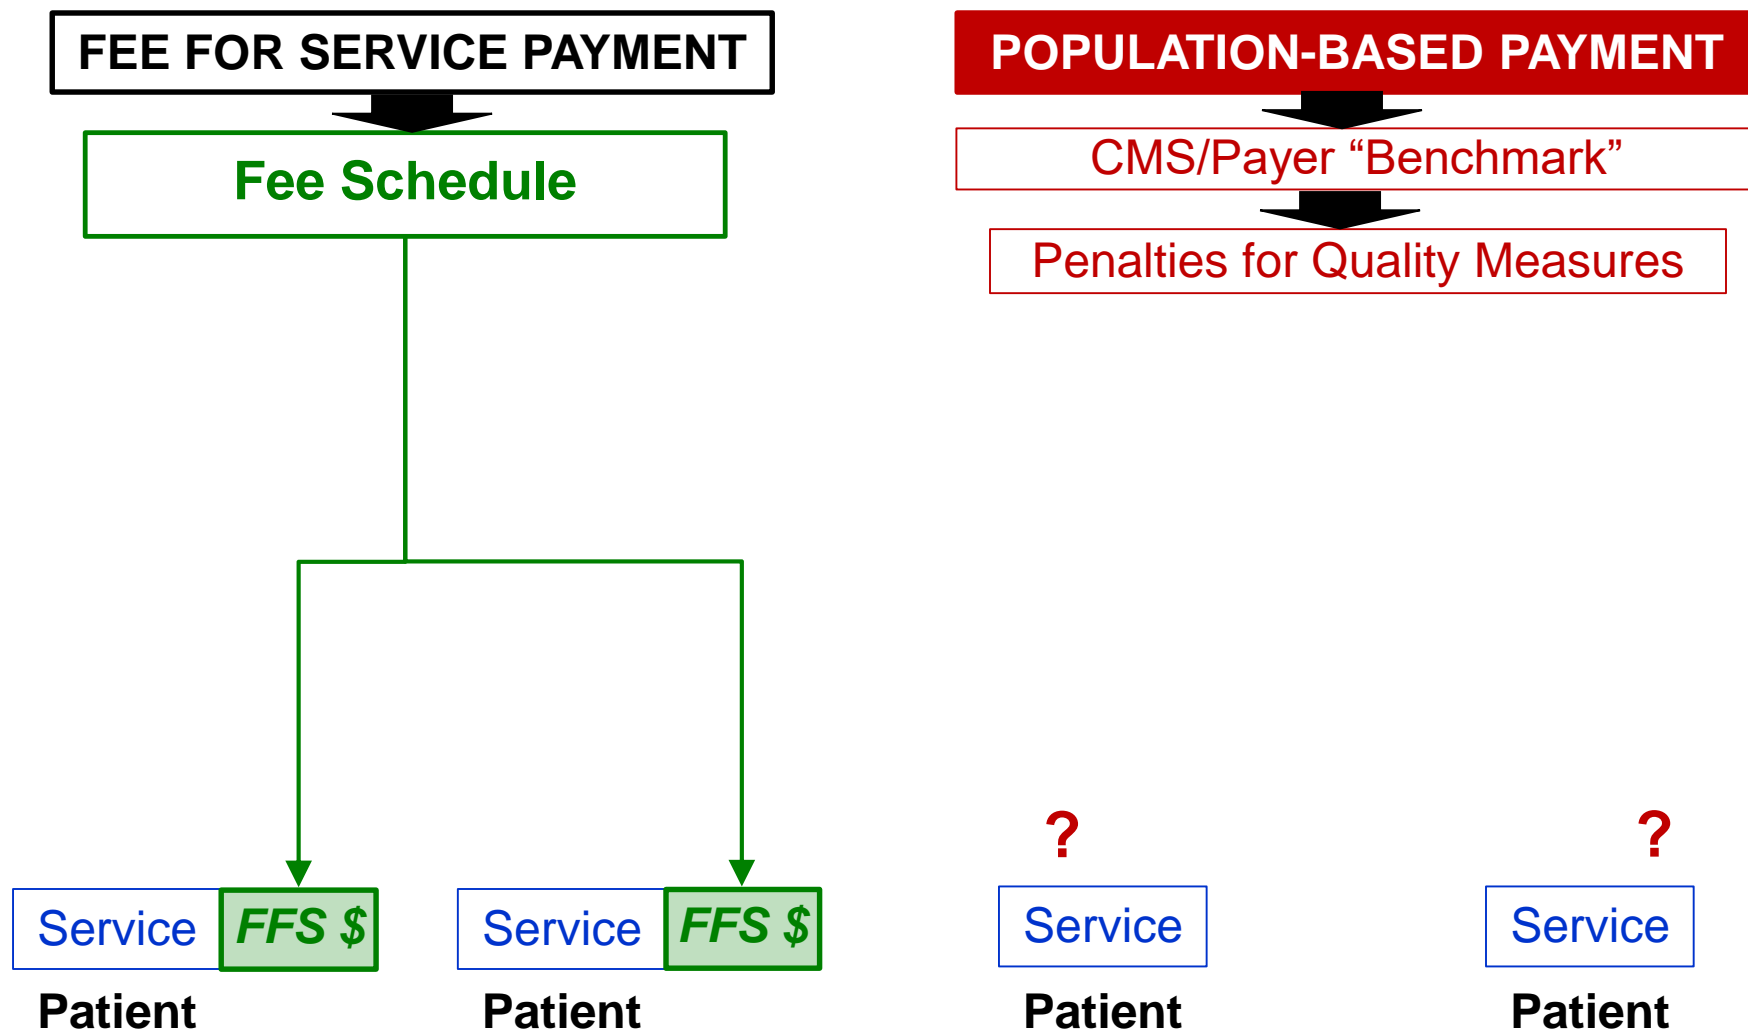 FEE FOR SERVICE PAYMENT
Fee Schedule
Service
FFS $
Patient
Service
FFS $
Patient
POPULATION-BASED PAYMENT
CMS/Payer “Benchmark”
Penalties for Quality Measures
?
Service
Patient
?
Service
Patient